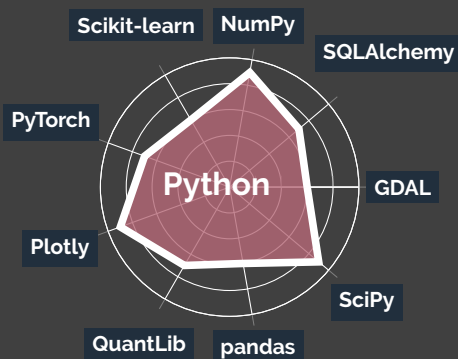 Scikit-learn
NumPy
SQLAlchemy
PyTorch
Python
GDAL
Plotly
SciPy
QuantLib
pandas